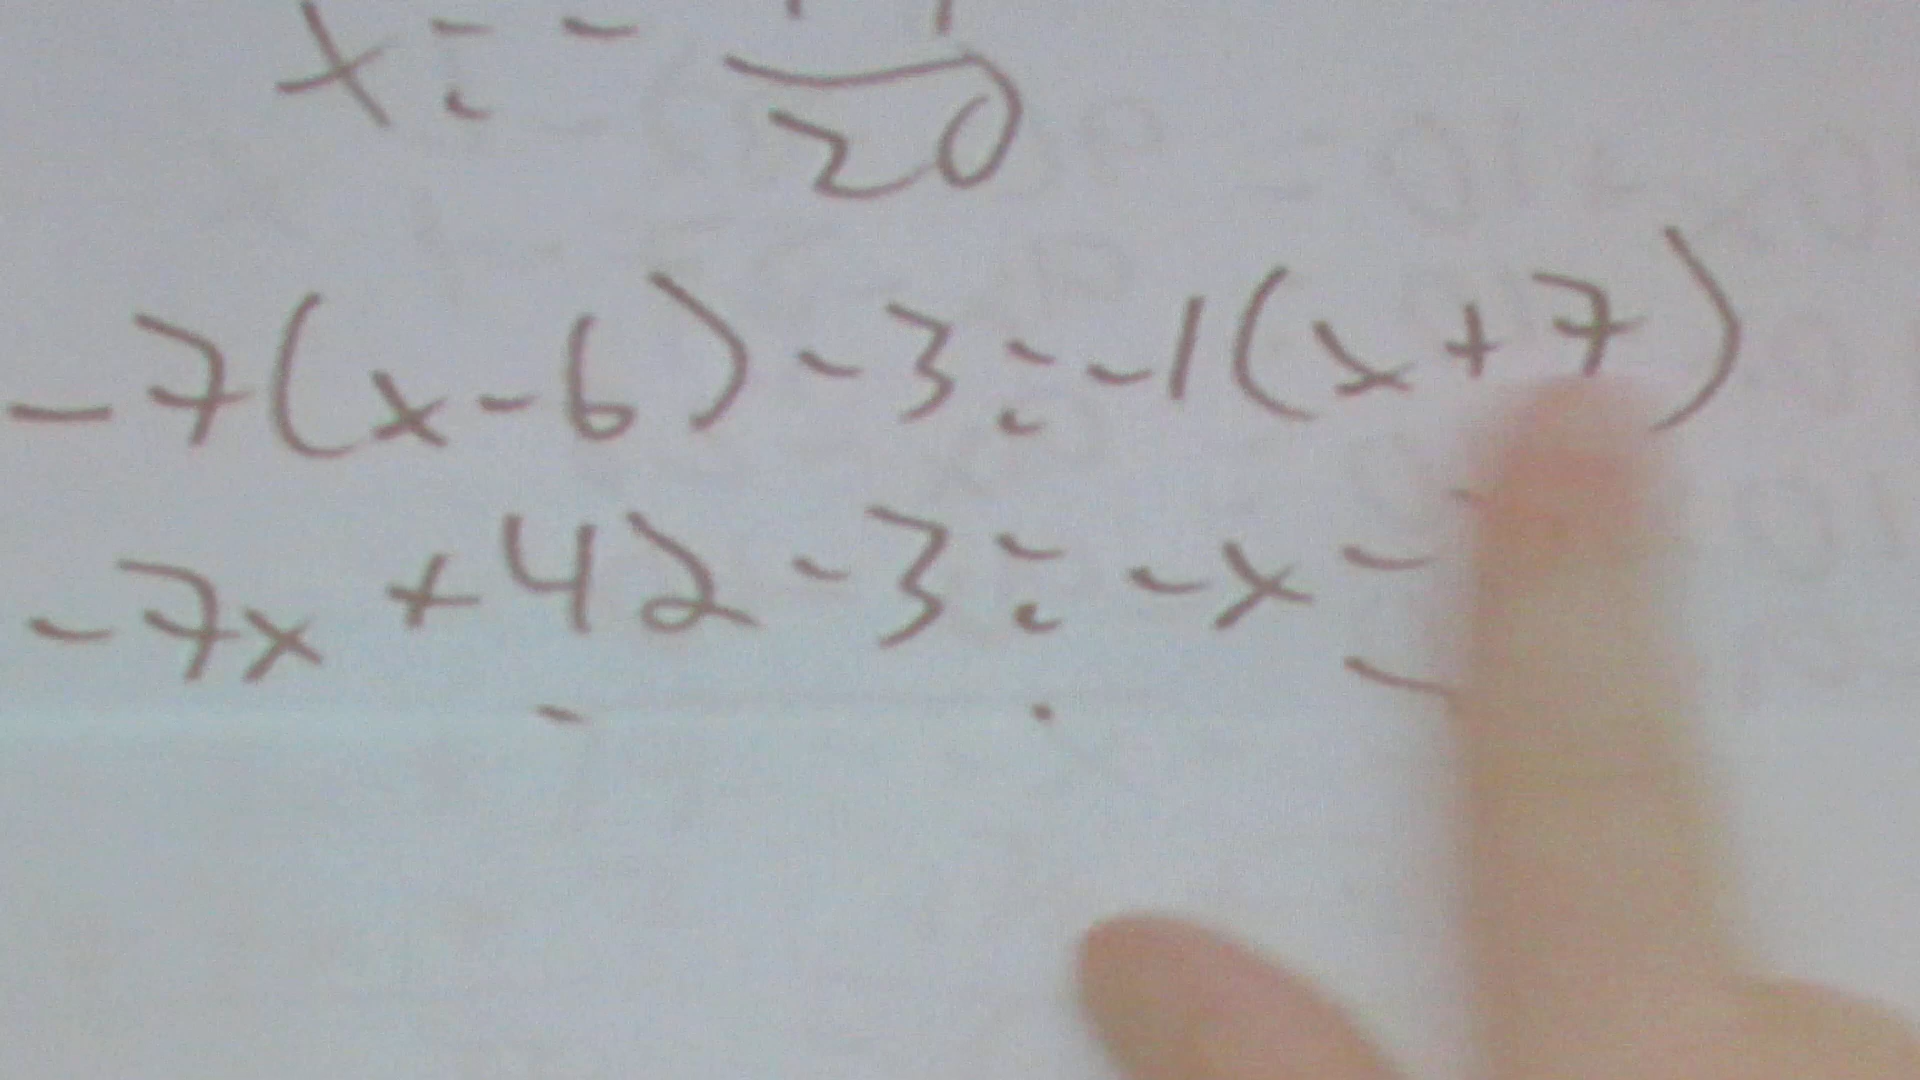 x = - 20
-7(x-6)-3=-1(x+7)
-7x+42-3=-x-